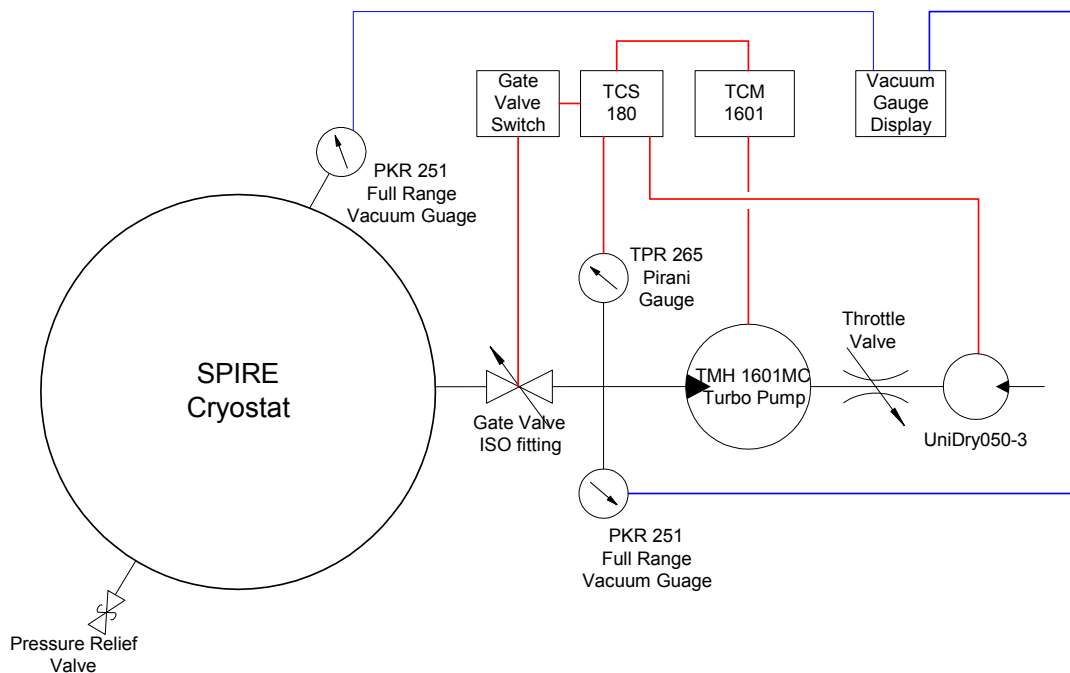 Gate
Valve
Switch
TCS
180
TCM
1601
Vacuum
Gauge
Display
PKR 251
Full Range
Vacuum Guage
TPR 265
Pirani
Gauge
Throttle
Valve
SPIRE
Cryostat
TMH 1601MC
Turbo Pump
Gate Valve
ISO fitting
UniDry050-3
PKR 251
Full Range
Vacuum Guage
Pressure Relief
Valve